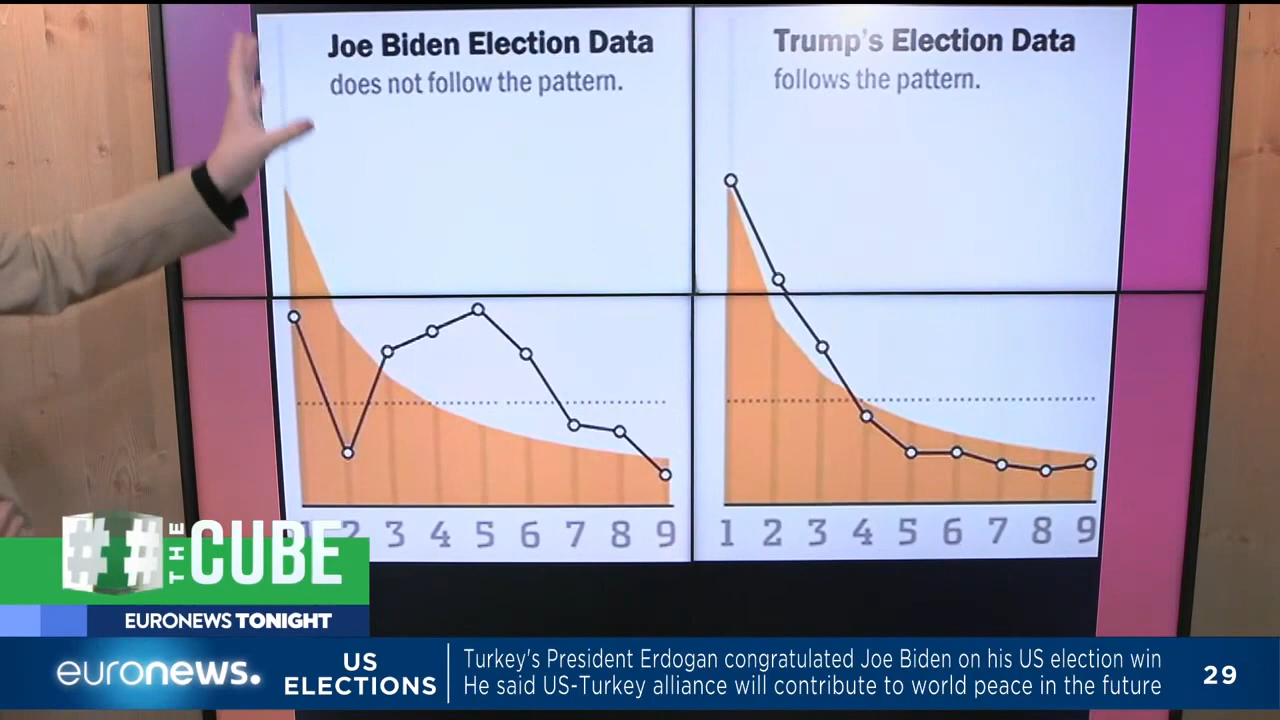 Joe Biden Election Data
does not follow the pattern.
Trump's Election Data
follows the pattern.
2 3 4 5 6 7 8 9
1 2 3 4 5 6 7 8 9
##THE CUBE
EURONEWS TONIGHT
euronews.
US
ELECTIONS
Turkey's President Erdogan congratulated Joe Biden on his US election win
He said US-Turkey alliance will contribute to world peace in the future
29